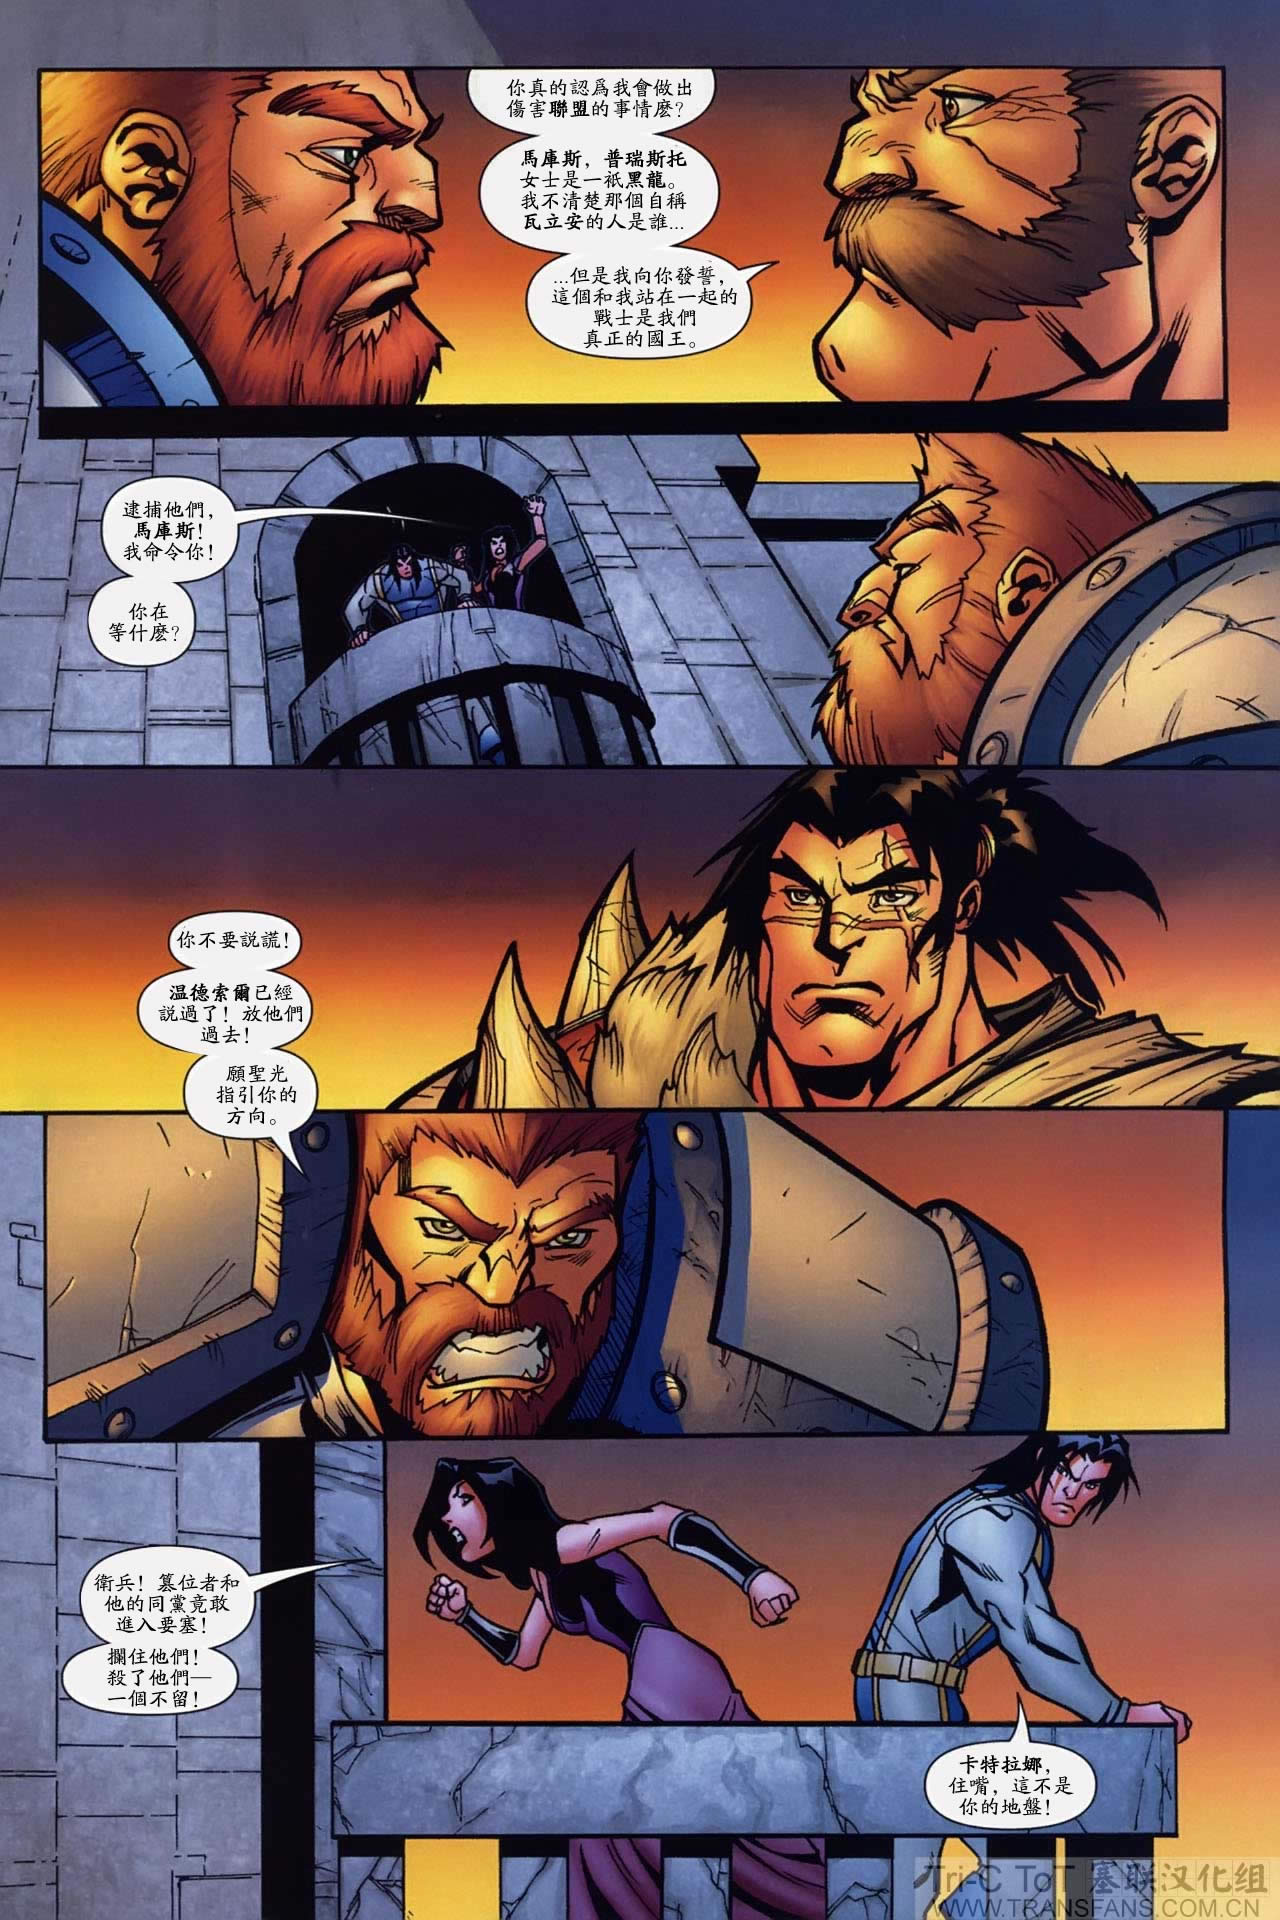 你真的認爲我會做出
傷害聯盟的事情麽?
馬庫斯，普瑞斯托
女士是一衹黑龍。
我不清楚那個自稱
瓦立安的人是誰...
...但是我向你發誓，
這個和我站在一起的
戰士是我們
真正的國王。
逮捕他們，
馬庫斯!
我命令你!
你在
等什麽?
你不要説謊!
温德索爾已經
説過了! 放他們
過去!
願聖光
指引你的
方向。
衛兵! 篡位者和
他的同黨竟敢
進入要塞!
攔住他們!
殺了他們—
一個不留!
卡特拉娜，
住嘴，這不是
你的地盤!
Tri-C ToT 塞联汉化组
WWW.TRANSFANS.COM.CN